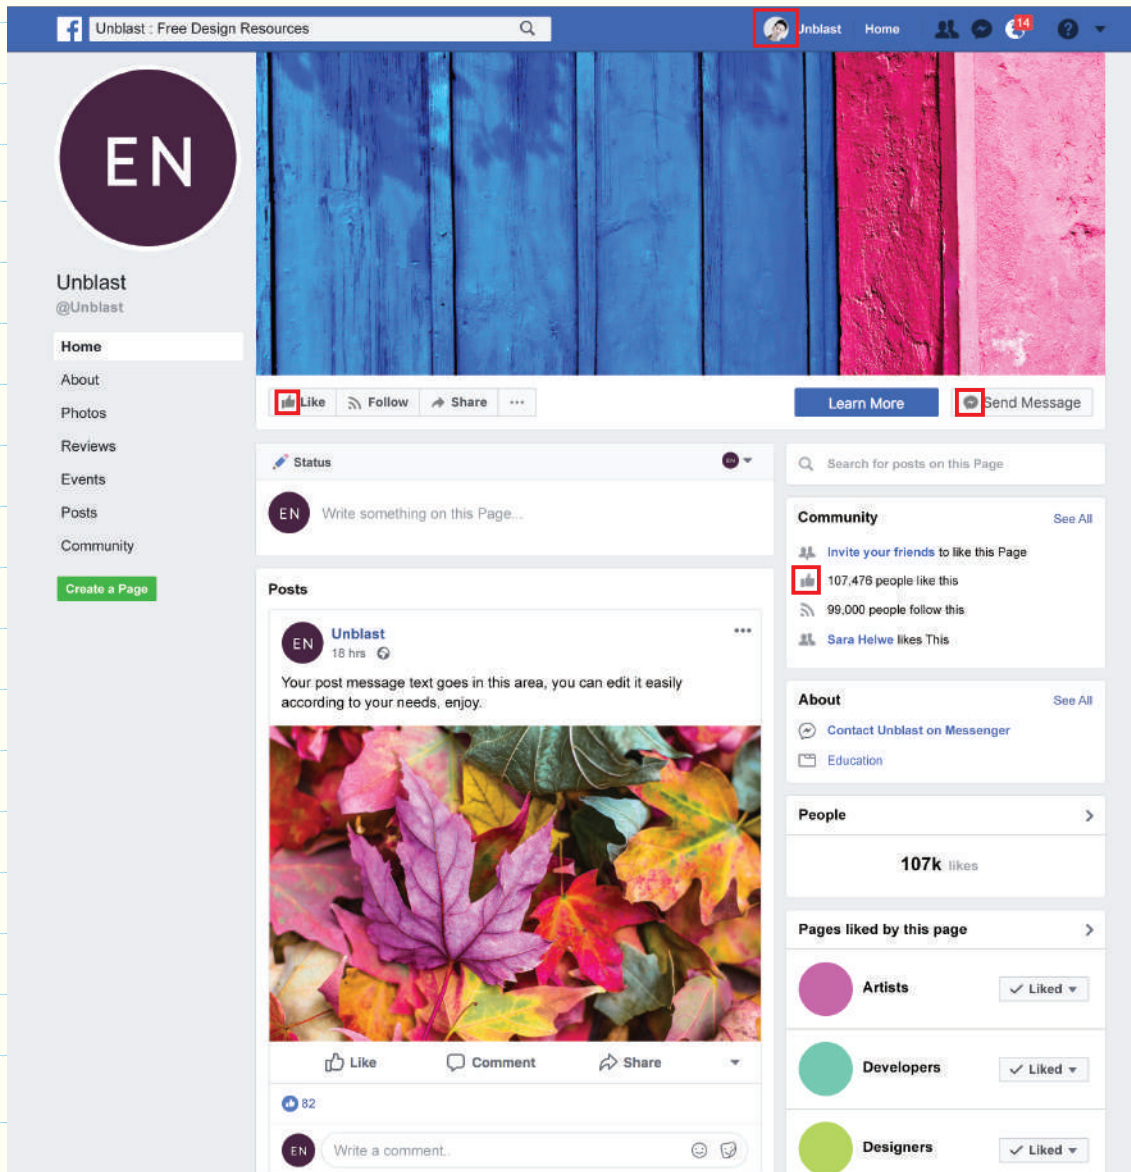 f Unblast : Free Design Resources
Unblast Home 14 ?
EN
Unblast
@Unblast
Home
About
Photos
Reviews
Events
Posts
Community
Create a Page
Like Follow Share ...
Learn More
Send Message
Status
EN
EN
Write something on this Page...
Posts
EN
Unblast
18 hrs
Your post message text goes in this area, you can edit it easily
according to your needs, enjoy.
Like Comment Share
82
EN
Write a comment..
Search for posts on this Page
Community See All
Invite your friends to like this Page
107,476 people like this
99,000 people follow this
Sara Helwe likes This
About See All
Contact Unblast on Messenger
Education
People
107k likes
Pages liked by this page
Artists Liked
Developers Liked
Designers Liked